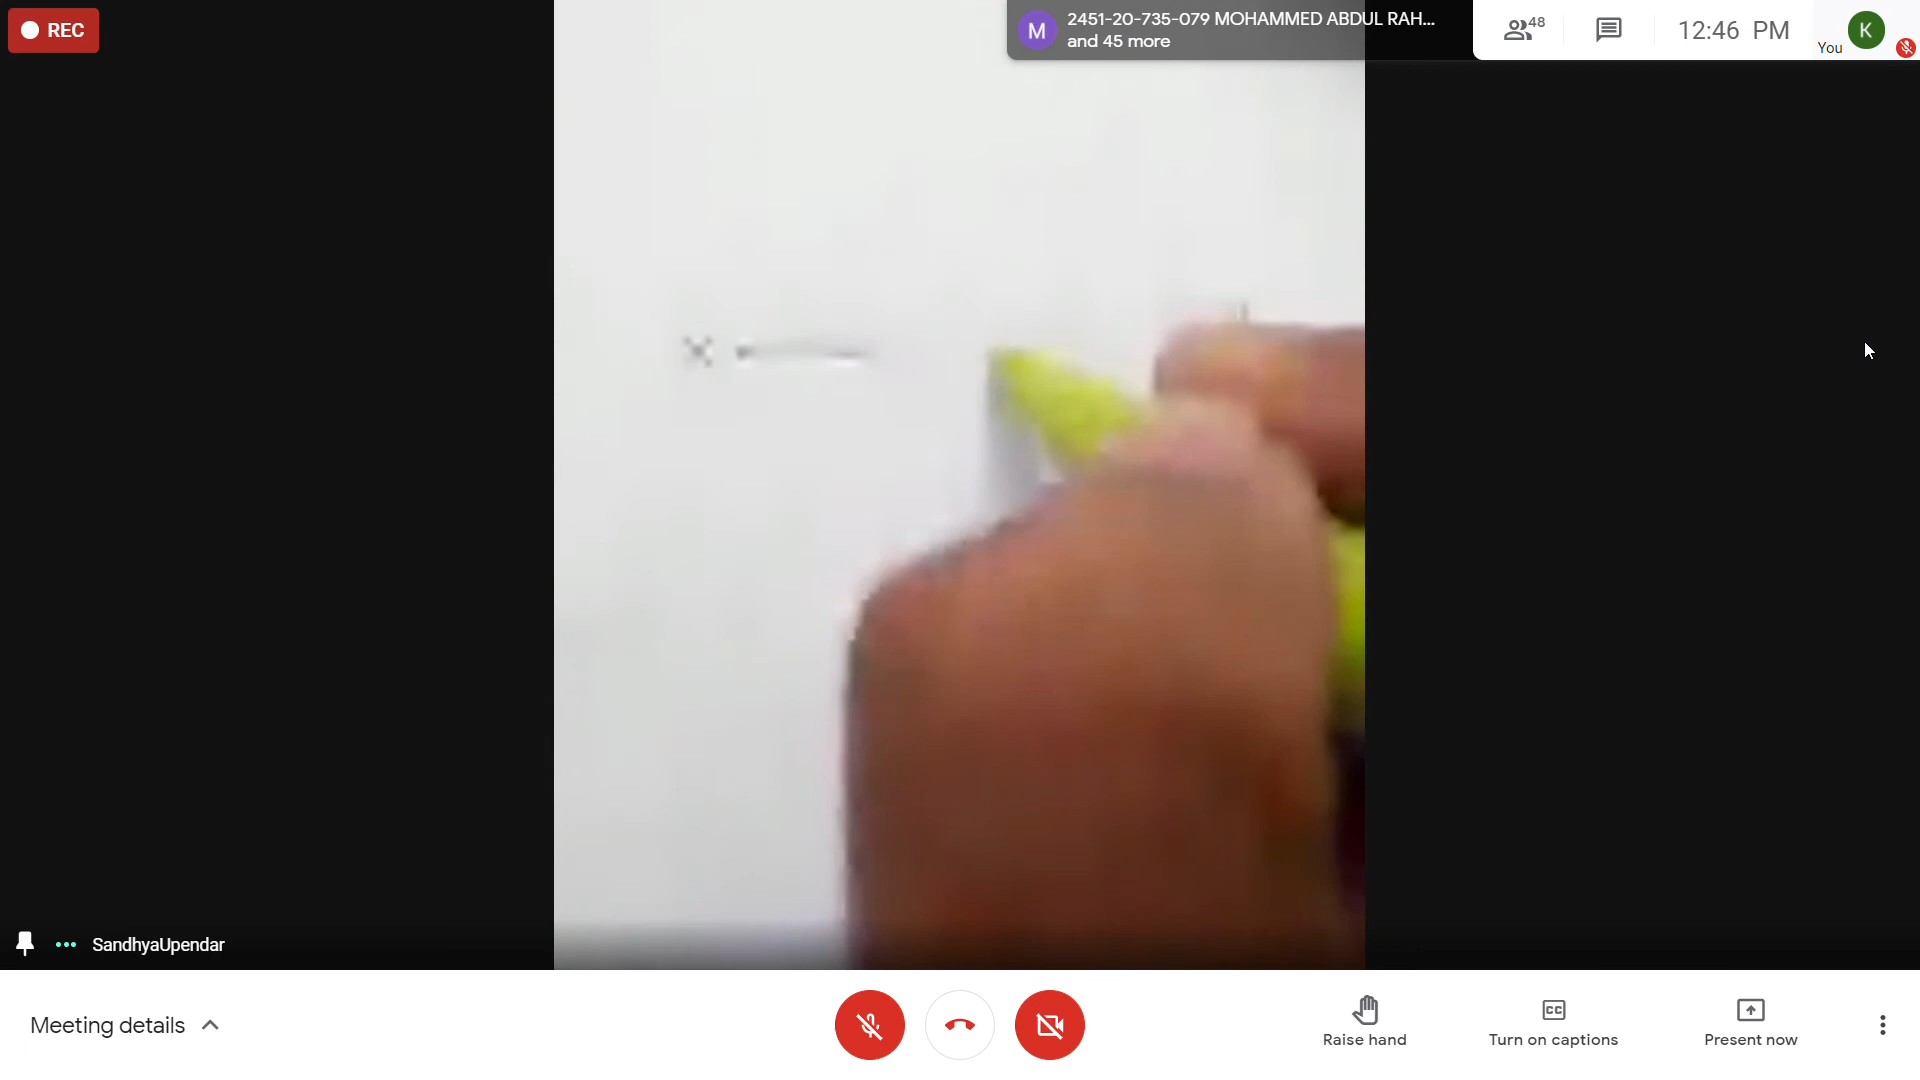 REC
M
2451-20-735-079 MOHAMMED ABDUL RAH...
and 45 more
48
12:46 PM
You
K
SandhyaUpendar
Meeting details
Raise hand
CC
Turn on captions
Present now